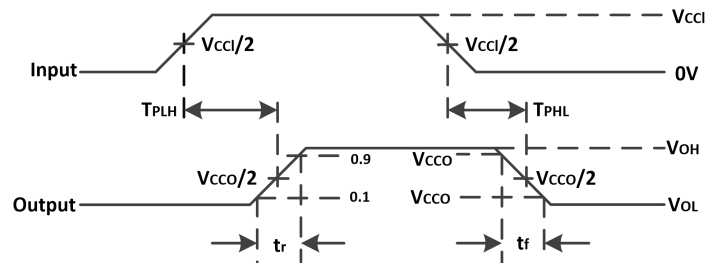 VCCI
VCCI/2
VCCI/2
Input
0V
TPLH
TPHL
VOH
0.9
VCCO
VCCO/2
VCCO/2
0.1
VCCO
Output
VOL
tr
tf